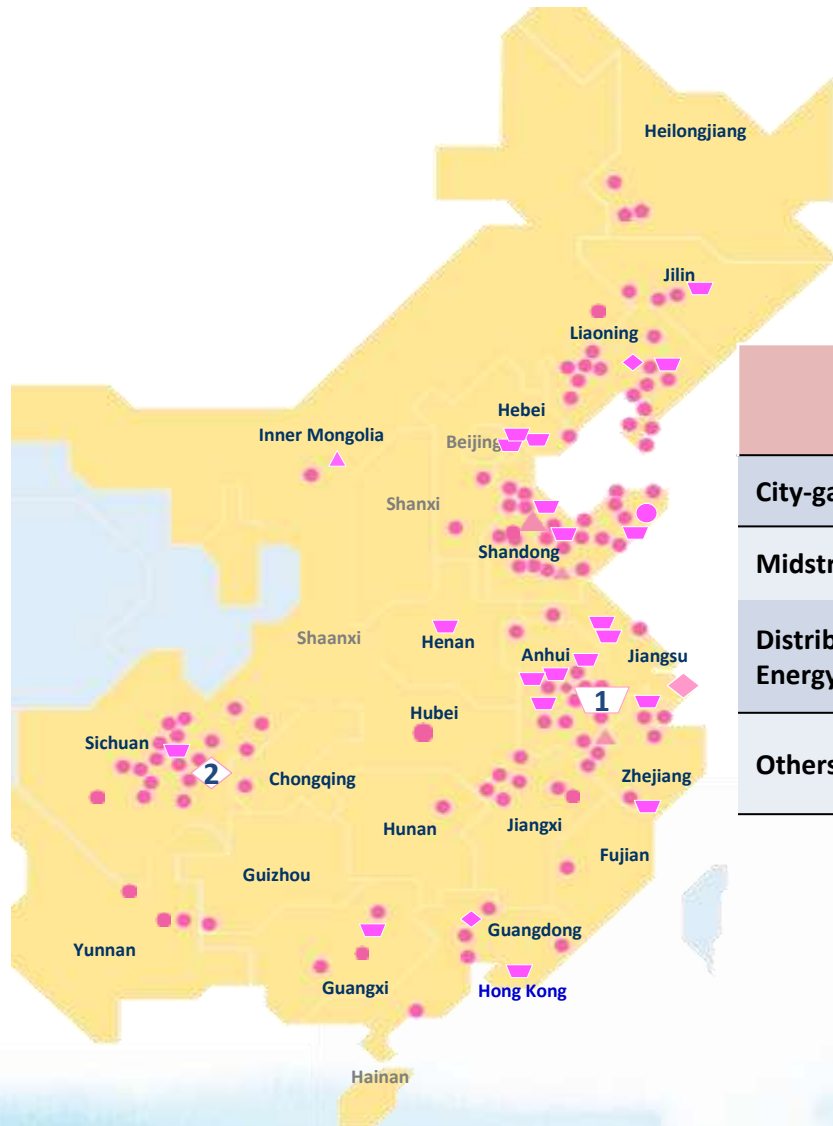 Heilongjiang
Jilin
Liaoning
Hebei
Inner Mongolia
Beijing
Shanxi
City-ga
Shandong
Midstr
Shaanxi
Henan
Distrib
Energy
Anhui
Jiangsu
1
Hubei
Sichuan
2
Chongqing
Zhejiang
Others
Hunan
Jiangxi
Fujian
Guizhou
Guangdong
Yunnan
Guangxi
Hong Kong
Hainan